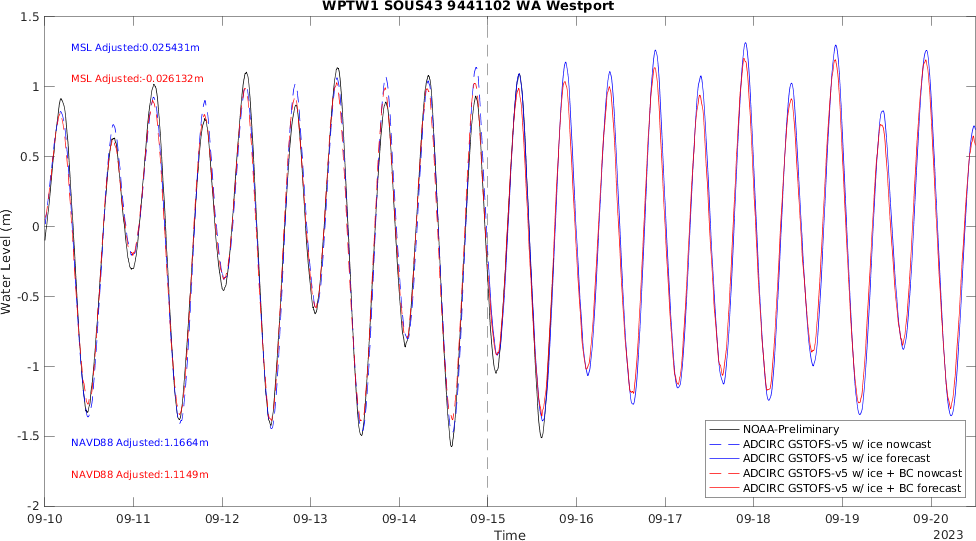 WPTW1 SOUS43 9441102 WA Westport
1.5
1
0.5
0
-0.5
-1
-1.5
-2
Water Level (m)
MSL Adjusted:0.025431m
MSL Adjusted:-0.026132m
NAVD88 Adjusted:1.1664m
NAVD88 Adjusted:1.1149m
NOAA-Preliminary
ADCIRC GSTOFS-v5 w/ ice nowcast
ADCIRC GSTOFS-v5 w/ ice forecast
ADCIRC GSTOFS-v5 w/ ice + BC nowcast
ADCIRC GSTOFS-v5 w/ ice + BC forecast
09-10 09-11 09-12 09-13 09-14 09-15 09-16 09-17 09-18 09-19 09-20
Time
2023